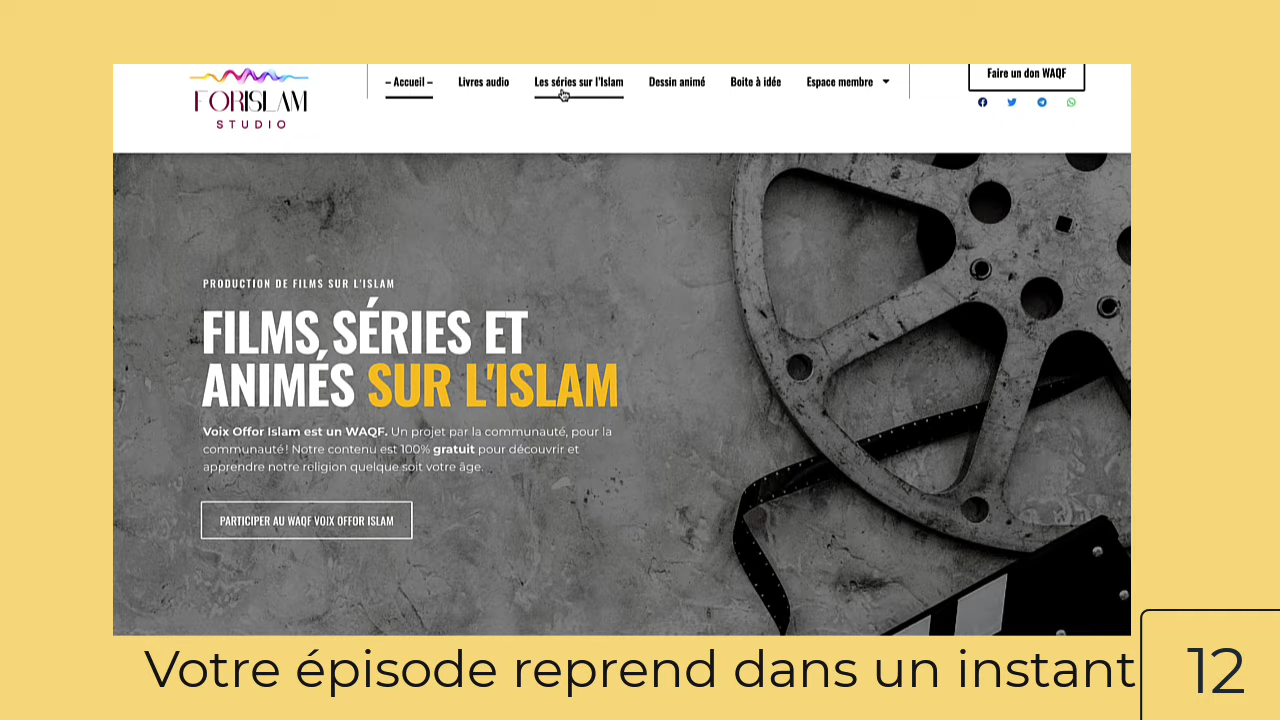 FORISLAM
STUDIO
– Accueil –
Livres audio
Les séries sur l'Islam
Dessin animé
Boite à idée
Espace membre
Faire un don WAQF
PRODUCTION DE FILMS SUR L'ISLAM
FILMS SÉRIES ET
ANIMÉS SUR L'ISLAM
Voix Offor Islam est un WAQF. Un projet par la communauté, pour la
communauté ! Notre contenu est 100% gratuit pour découvrir et
apprendre notre religion quelque soit votre âge.
PARTICIPER AU WAQF VOIX OFFOR ISLAM
Votre épisode reprend dans un instant
12